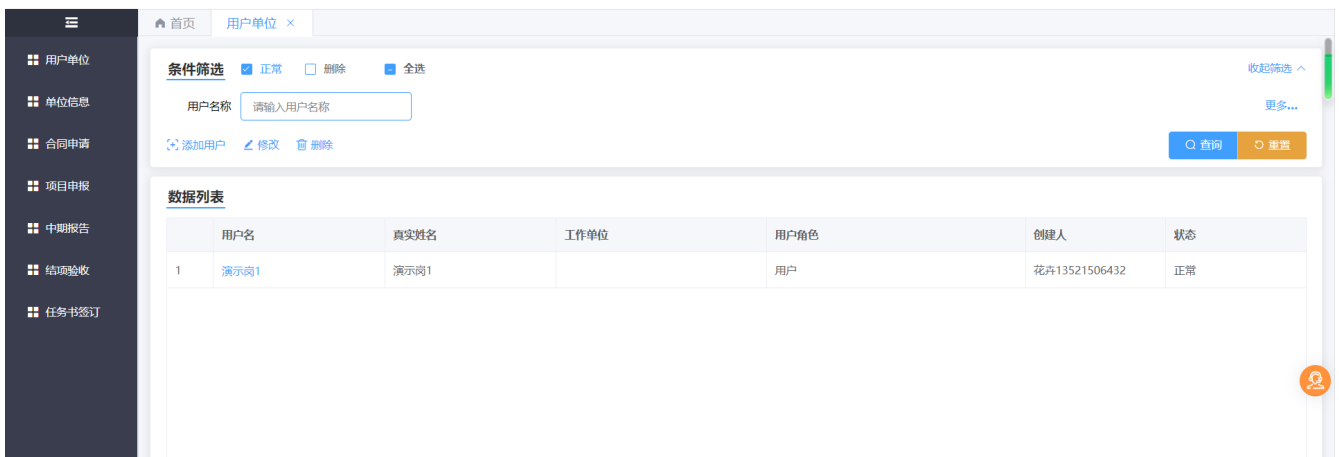 首页 用户单位 ×
用户单位
单位信息
合同申请
项目申报
中期报告
结项验收
任务书签订
条件筛选 正常 删除 全选 收起筛选
用户名称 请输入用户名称 更多...
添加用户 修改 删除 查询 重置
数据列表
用户名 真实姓名 工作单位 用户角色 创建人 状态
1 演示岗1 演示岗1 用户 花卉13521506432 正常